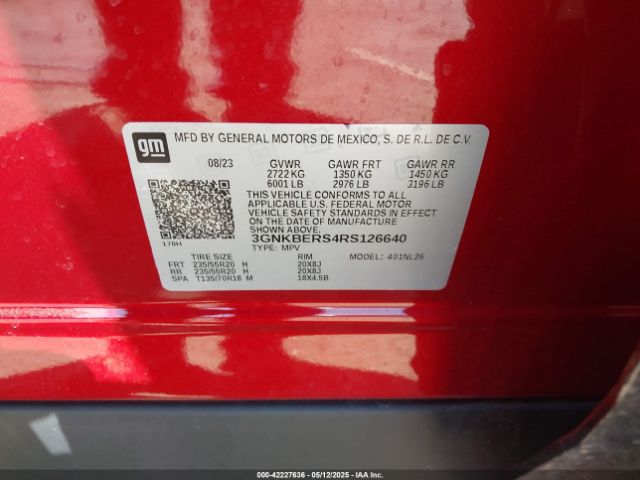 gm
MFD BY GENERAL MOTORS DE MEXICO, S. DE R.L. DE C.V.
08/23 GVWR GAWR FRT GAWR RR
2722 KG 1350 KG 1450 KG
6001 LB 2976 LB 3196 LB
THIS VEHICLE CONFORMS TO ALL
APPLICABLE U.S. FEDERAL MOTOR
VEHICLE SAFETY STANDARDS IN EFFECT
ON THE DATE OF MANUFACTURE
SHOWN ABOVE.
170H
3GNKBERS4RS126640
TYPE: MPV
TIRE SIZE RIM MODEL: 401NL26
FRT 235/55R20 H 20X8J
RR 235/55R20 H 20X8J
SPA T135/70R18 M 18X4.5B
000-42227636 - 05/12/2025 - IAAI.CA